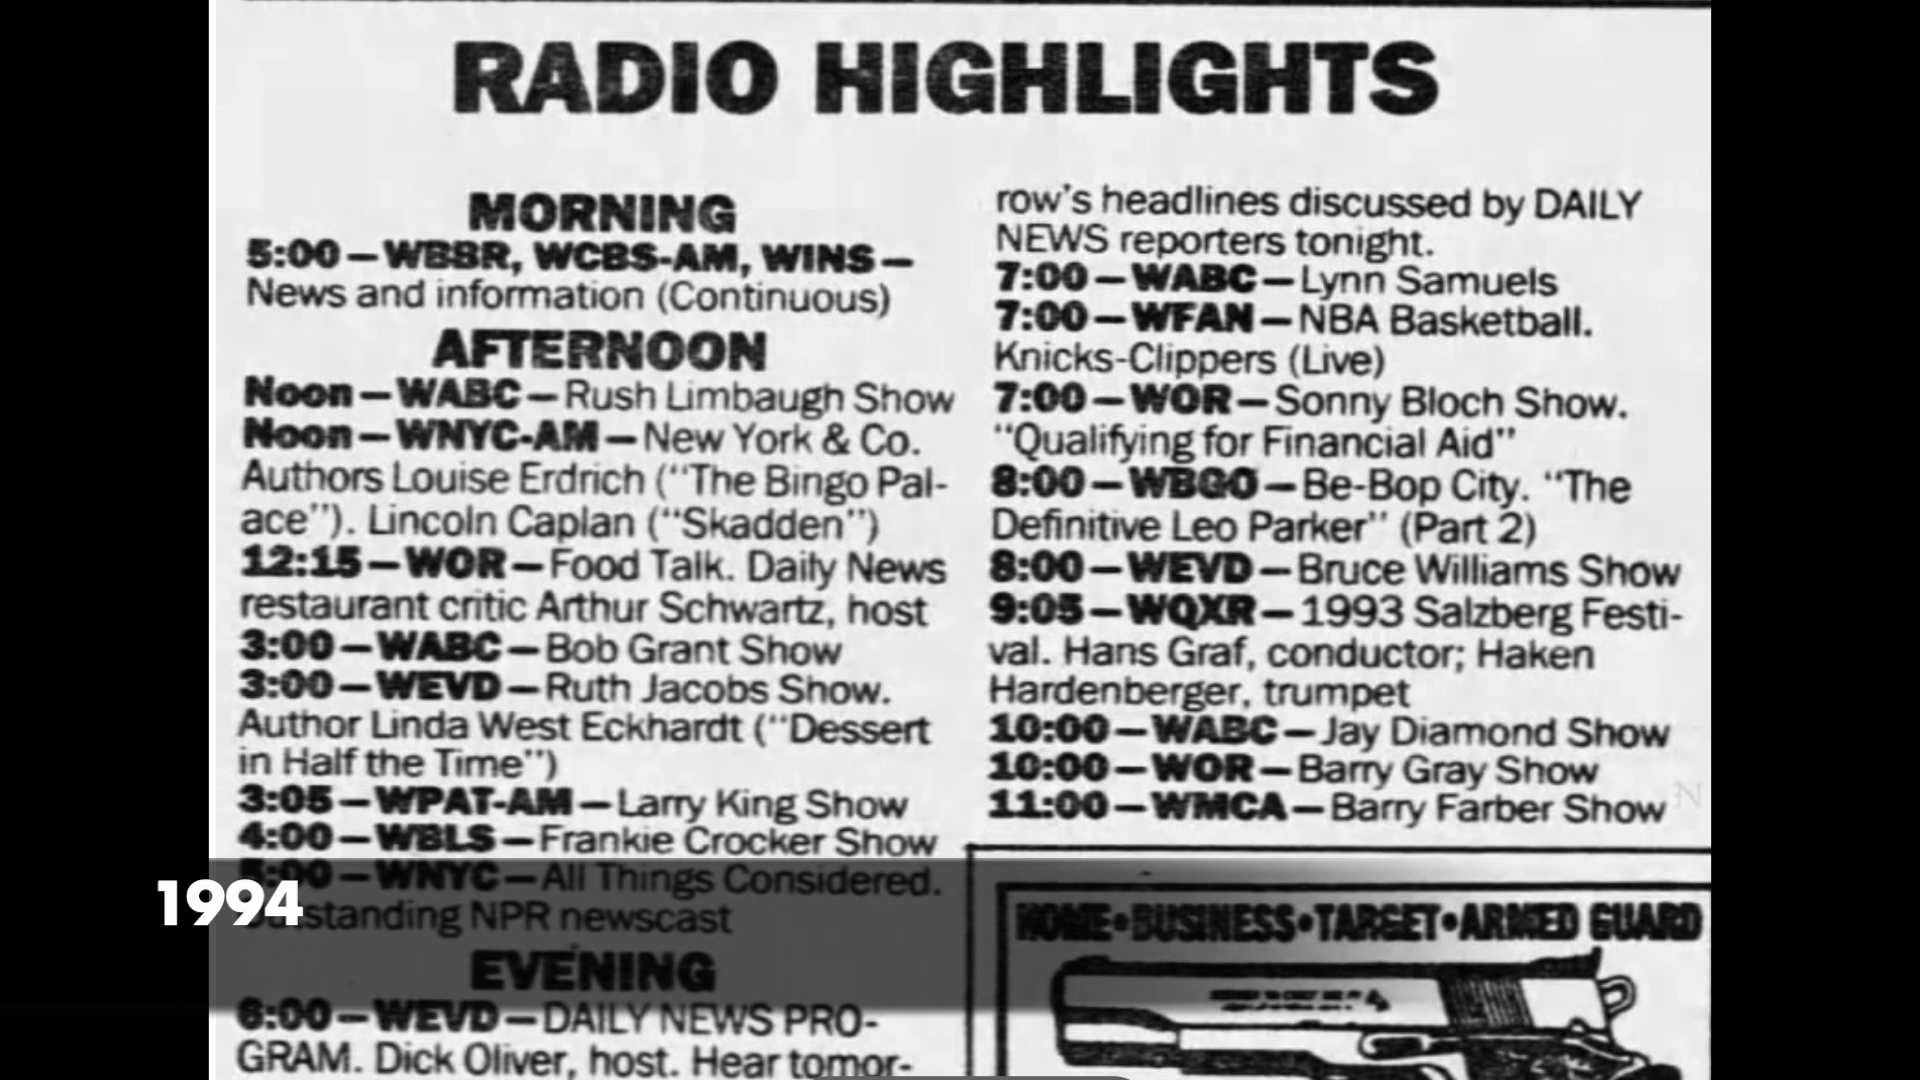 RADIO HIGHLIGHTS
MORNING
5:00—WBBR, WCBS-AM, WINS—
News and information (Continuous)
AFTERNOON
Noon—WABC—Rush Limbaugh Show
Noon—WNYC-AM—New York & Co.
Authors Louise Erdrich ("The Bingo Pal-
ace"). Lincoln Caplan ("Skadden")
12:15—WOR—Food Talk. Daily News
restaurant critic Arthur Schwartz, host
3:00—WABC—Bob Grant Show
3:00—WEVD—Ruth Jacobs Show.
Author Linda West Eckhardt ("Dessert
in Half the Time")
3:05—WPAT-AM—Larry King Show
4:00—WBLS—Frankie Crocker Show
5:00—WNYC—All Things Considered.
Outstanding NPR newscast
EVENING
6:00—WEVD—DAILY NEWS PRO-
GRAM. Dick Oliver, host. Hear tomor-
row's headlines discussed by DAILY
NEWS reporters tonight.
7:00—WABC—Lynn Samuels
7:00—WFAN—NBA Basketball.
Knicks-Clippers (Live)
7:00—WOR—Sonny Bloch Show.
"Qualifying for Financial Aid"
8:00—WBGO—Be-Bop City. "The
Definitive Leo Parker" (Part 2)
8:00—WEVD—Bruce Williams Show
9:05—WQXR—1993 Salzberg Festi-
val. Hans Graf, conductor; Haken
Hardenberger, trumpet
10:00—WABC—Jay Diamond Show
10:00—WOR—Barry Gray Show
11:00—WMCA—Barry Farber Show
HOME•BUSINESS•TARGET•ARMED GUARD
1994